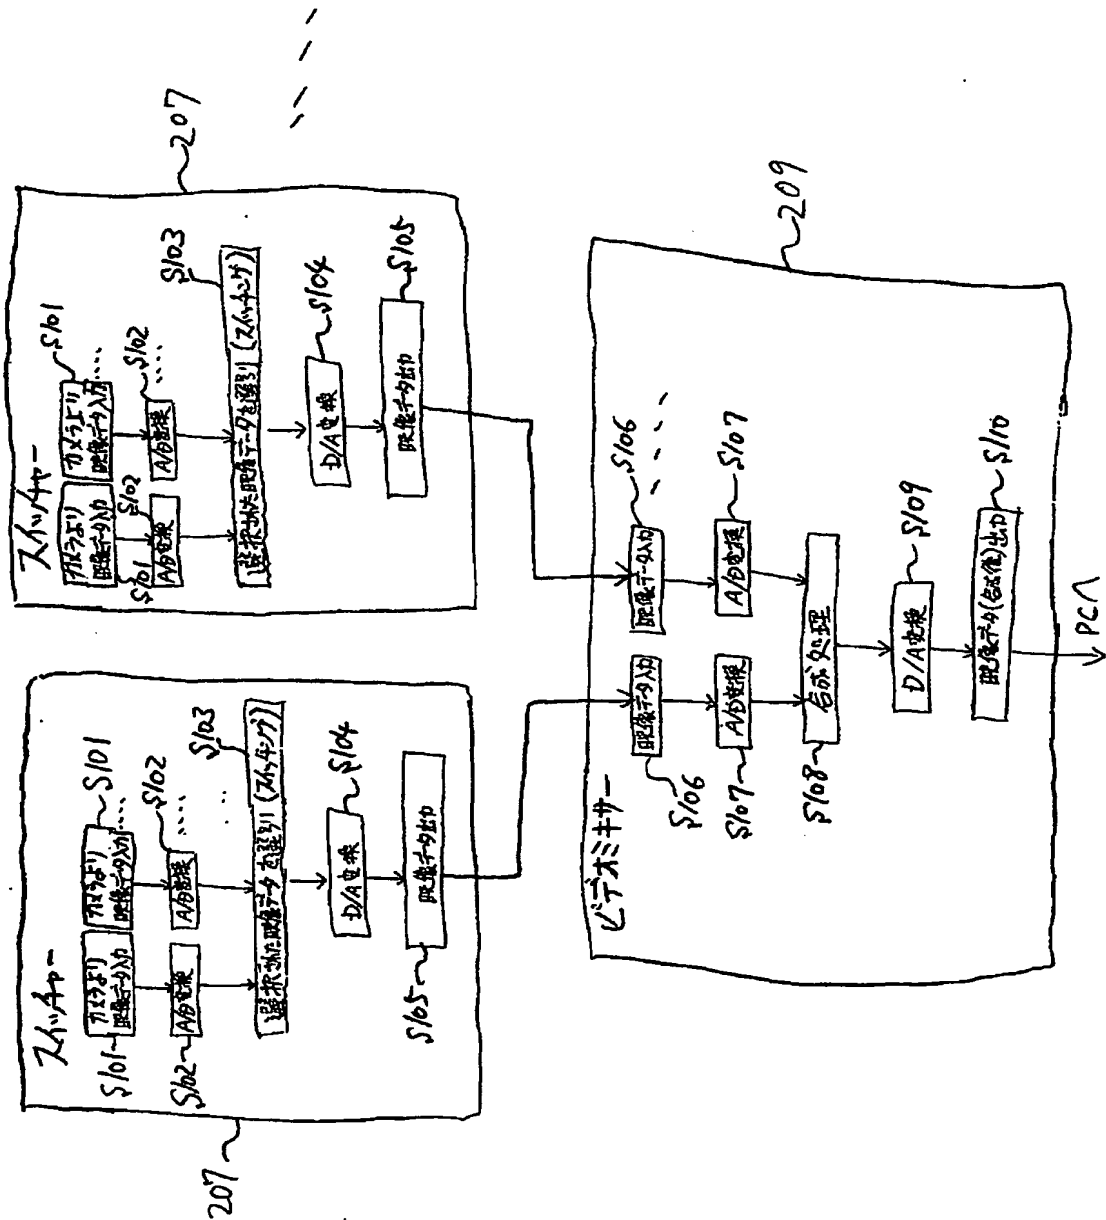 207
スイッチャー
S101
カメラより
映像データ入力
カメラより
映像データ入力
‥‥
S101
S102
A/D変換
A/D変換
‥‥
S102
S103
選択された映像データを選別(スイッチング)
D/A変換
S104
映像データ出力
S105
207
スイッチャー
S101
カメラより
映像データ入力
カメラより
映像データ入力
‥‥
S101
S102
A/D変換
A/D変換
‥‥
S102
S103
選択された映像データを選別(スイッチング)
D/A変換
S104
映像データ出力
S105
209
ビデオミキサー
映像データ入力
映像データ入力
S106
S106
A/D変換
A/D変換
S107
S107
合成処理
S108
D/A変換
S109
映像データ(合成後)出力
S110
PCへ